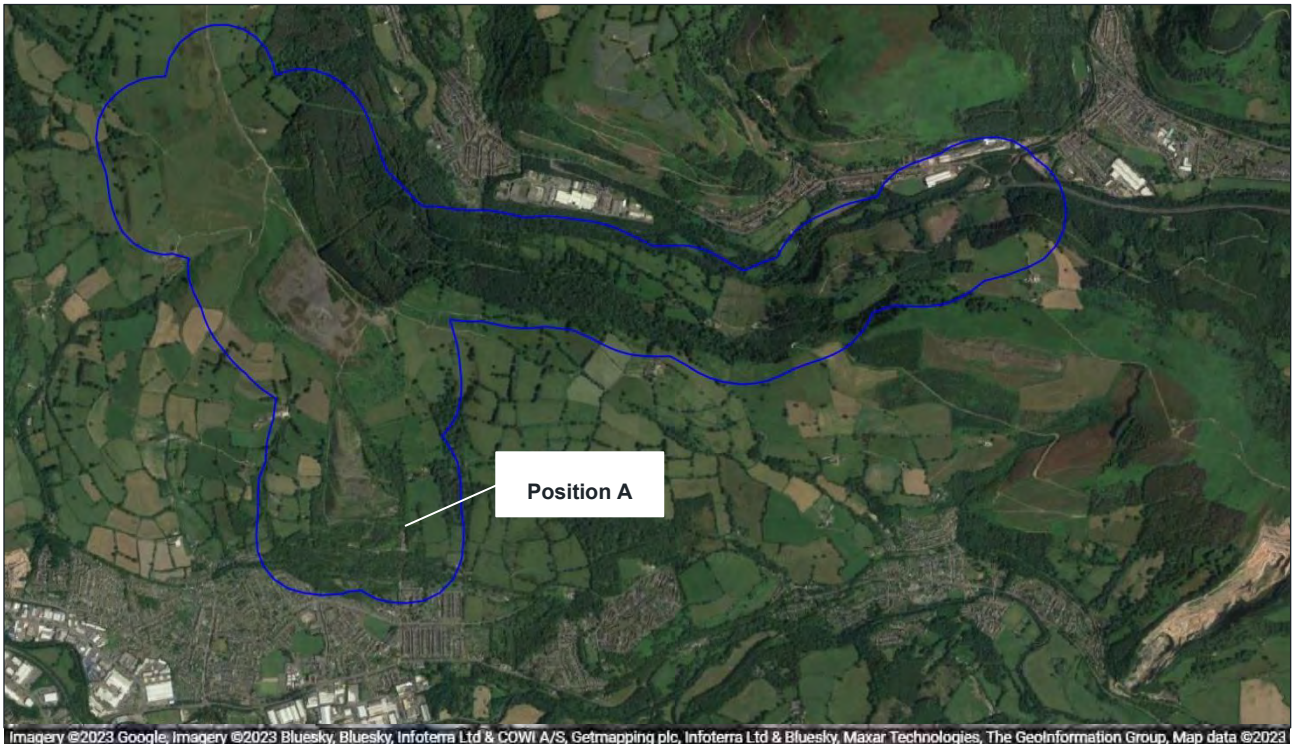 Position A
Imagery ©2023 Google, Imagery ©2023 Bluesky, Bluesky, Infoterra Ltd & COWI A/S, Getmapping plc, Infoterra Ltd & Bluesky, Maxar Technologies, The GeoInformation Group, Map data ©2023